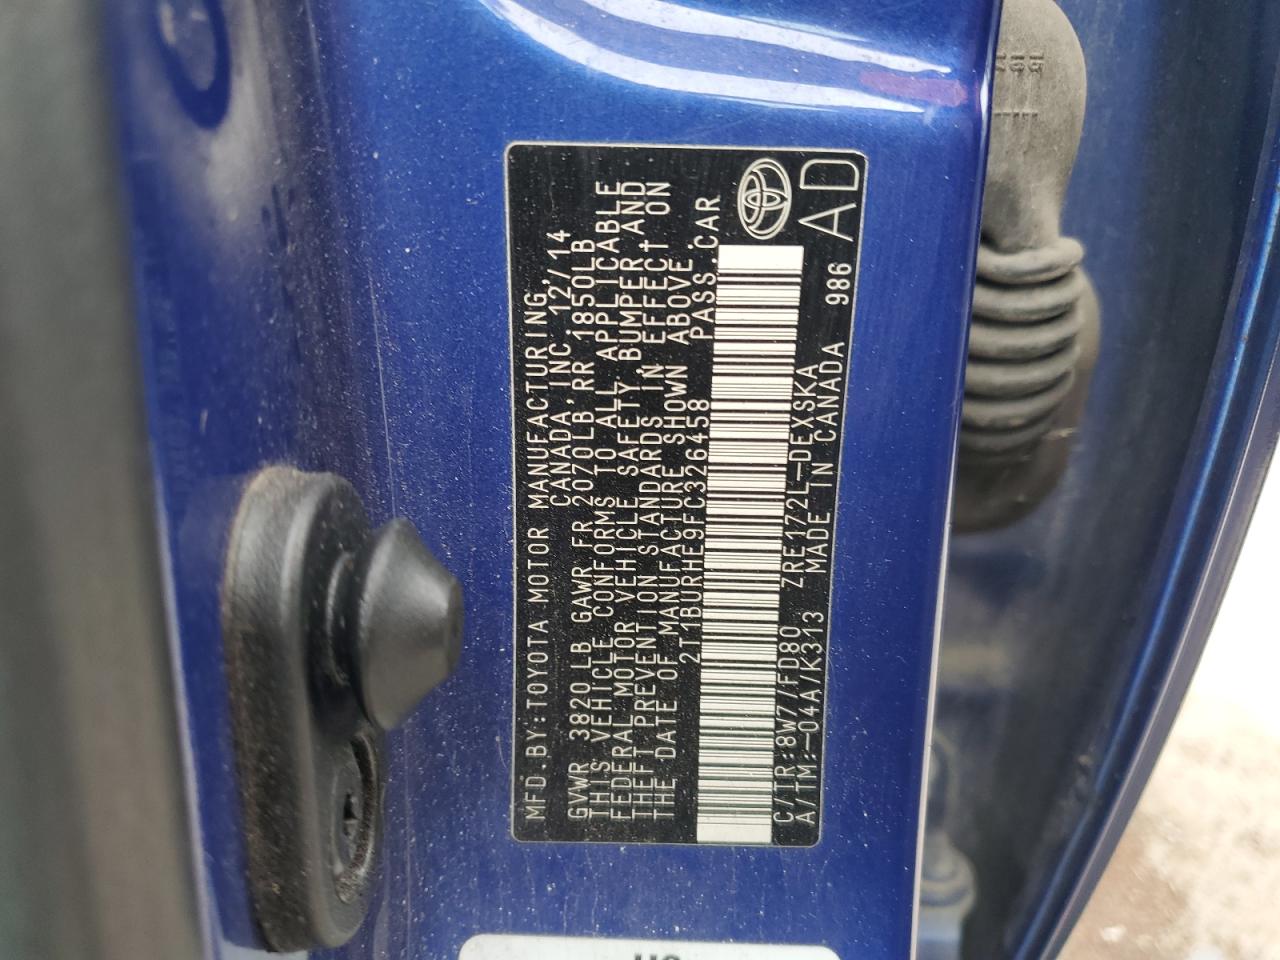 MFD.BY:TOYOTA MOTOR MANUFACTURING,
CANADA,INC.12/14
GVWR 3820LB GAWR FR 2070LB,RR 1850LB
THIS VEHICLE CONFORMS TO ALL APPLICABLE
FEDERAL MOTOR VEHICLE SAFETY,BUMPER,AND
THEFT PREVENTION STANDARDS IN EFFECT ON
THE DATE OF MANUFACTURE SHOWN ABOVE.
2T1BURHE9FC326458 PASS.CAR
C/TR:8W7/FD80 ZRE172L-DEXSKA
A/TM:-04A/K313 MADE IN CANADA 986
AD